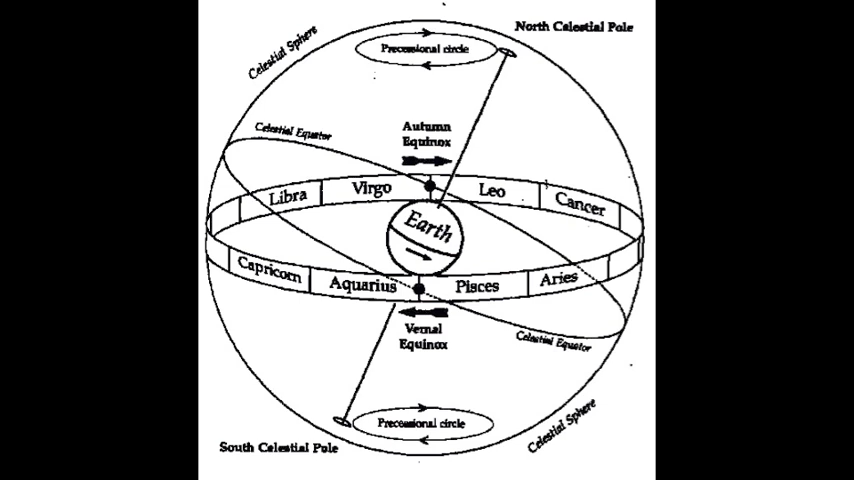 North Celestial Pole
Celestial Sphere
Precessional circle
Celestial Equator
Autumn
Equinox
Libra
Virgo
Leo
Cancer
Earth
Capricorn
Aquarius
Pisces
Aries
Vernal
Equinox
Celestial Equator
Celestial Sphere
Precessional circle
South Celestial Pole